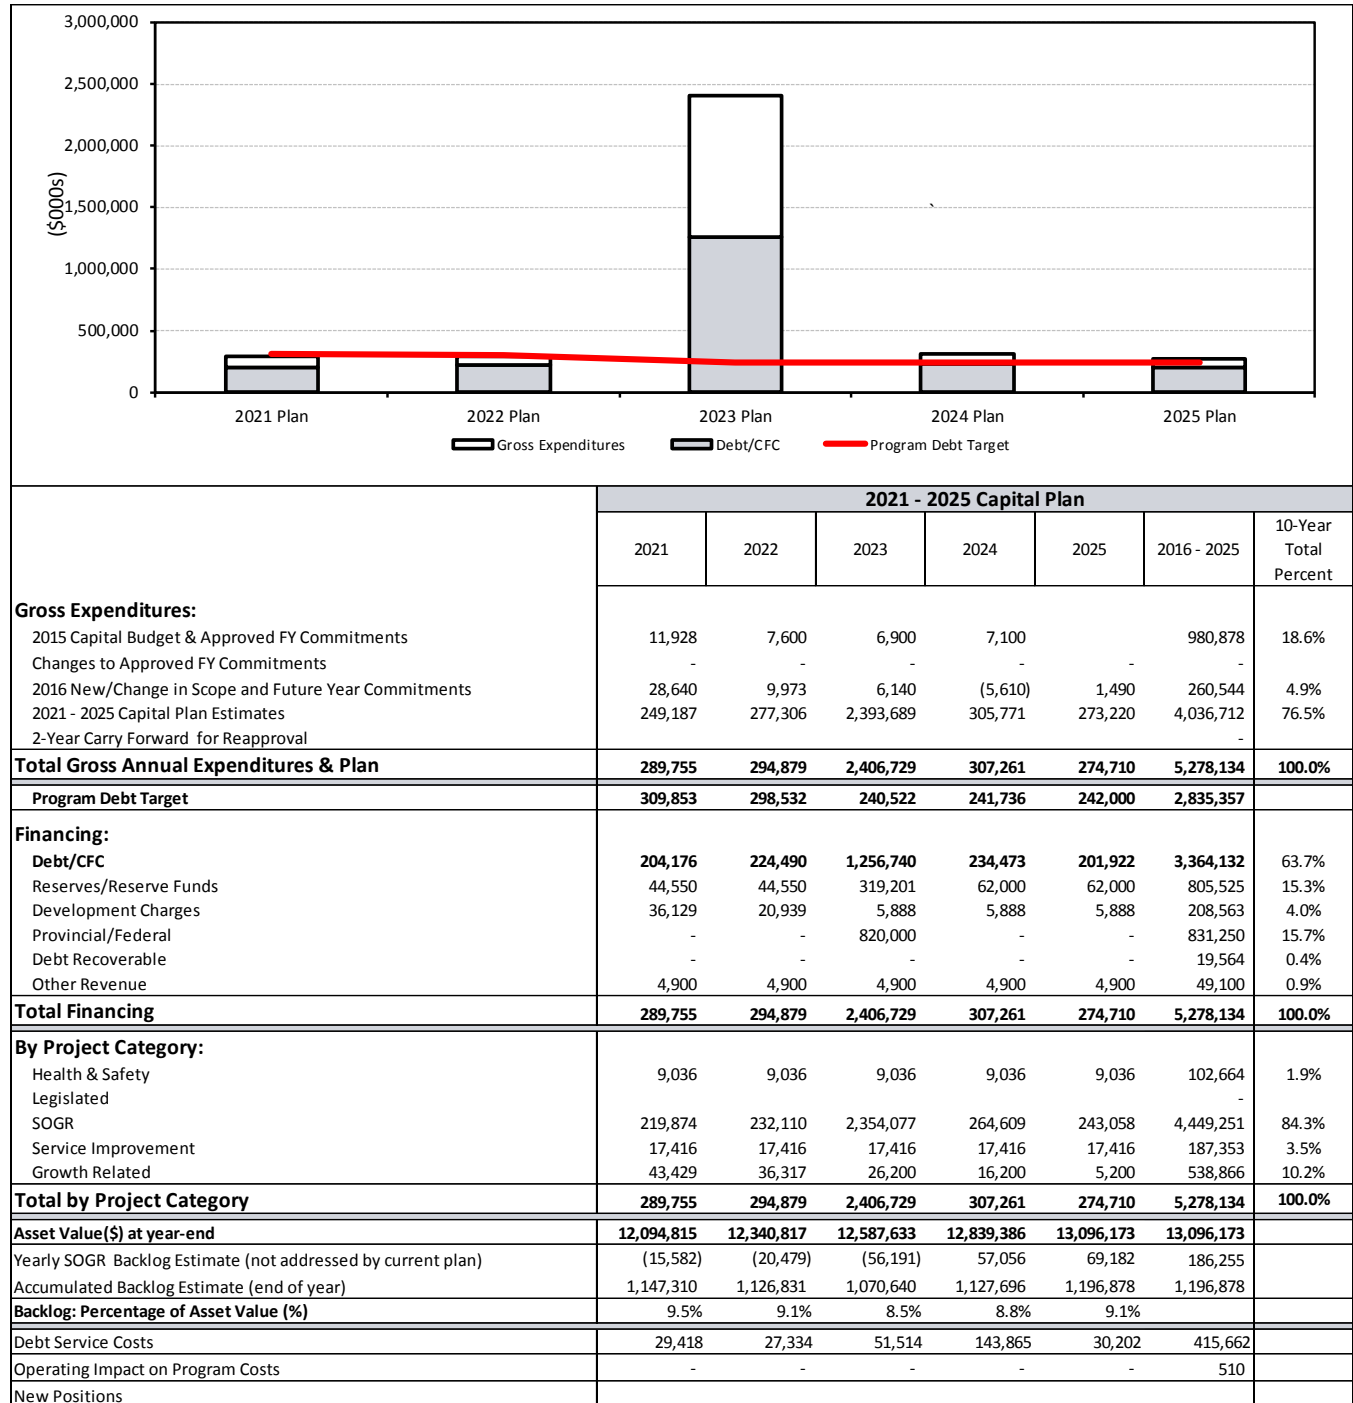 3,000,000
2,500,000
2,000,000
($000s)
1,500,000
`
1,000,000
500,000
0
2021 Plan 2022 Plan 2023 Plan 2024 Plan 2025 Plan
Gross Expenditures Debt/CFC Program Debt Target
2021 - 2025 Capital Plan
2021 2022 2023 2024 2025 2016 - 2025 10-Year Total Percent
Gross Expenditures:
2015 Capital Budget & Approved FY Commitments 11,928 7,600 6,900 7,100 980,878 18.6%
Changes to Approved FY Commitments - - - - - -
2016 New/Change in Scope and Future Year Commitments 28,640 9,973 6,140 (5,610) 1,490 260,544 4.9%
2021 - 2025 Capital Plan Estimates 249,187 277,306 2,393,689 305,771 273,220 4,036,712 76.5%
2-Year Carry Forward for Reapproval -
Total Gross Annual Expenditures & Plan 289,755 294,879 2,406,729 307,261 274,710 5,278,134 100.0%
Program Debt Target 309,853 298,532 240,522 241,736 242,000 2,835,357
Financing:
Debt/CFC 204,176 224,490 1,256,740 234,473 201,922 3,364,132 63.7%
Reserves/Reserve Funds 44,550 44,550 319,201 62,000 62,000 805,525 15.3%
Development Charges 36,129 20,939 5,888 5,888 5,888 208,563 4.0%
Provincial/Federal - - 820,000 - - 831,250 15.7%
Debt Recoverable - - - - - 19,564 0.4%
Other Revenue 4,900 4,900 4,900 4,900 4,900 49,100 0.9%
Total Financing 289,755 294,879 2,406,729 307,261 274,710 5,278,134 100.0%
By Project Category:
Health & Safety 9,036 9,036 9,036 9,036 9,036 102,664 1.9%
Legislated -
SOGR 219,874 232,110 2,354,077 264,609 243,058 4,449,251 84.3%
Service Improvement 17,416 17,416 17,416 17,416 17,416 187,353 3.5%
Growth Related 43,429 36,317 26,200 16,200 5,200 538,866 10.2%
Total by Project Category 289,755 294,879 2,406,729 307,261 274,710 5,278,134 100.0%
Asset Value($) at year-end 12,094,815 12,340,817 12,587,633 12,839,386 13,096,173 13,096,173
Yearly SOGR Backlog Estimate (not addressed by current plan) (15,582) (20,479) (56,191) 57,056 69,182 186,255
Accumulated Backlog Estimate (end of year) 1,147,310 1,126,831 1,070,640 1,127,696 1,196,878 1,196,878
Backlog: Percentage of Asset Value (%) 9.5% 9.1% 8.5% 8.8% 9.1%
Debt Service Costs 29,418 27,334 51,514 143,865 30,202 415,662
Operating Impact on Program Costs - - - - - 510
New Positions